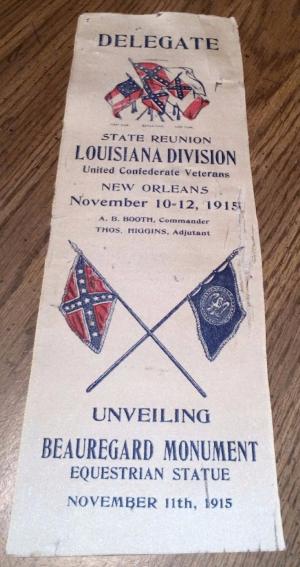 DELEGATE
STATE REUNION
LOUISIANA DIVISION
United Confederate Veterans
NEW ORLEANS
November 10-12, 1915
A. B. BOOTH, Commander
THOS. HIGGINS, Adjutant
UNVEILING
BEAUREGARD MONUMENT
EQUESTRIAN STATUE
NOVEMBER 11th, 1915